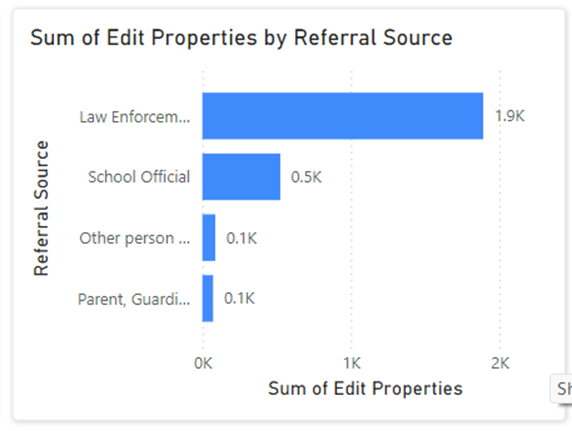 Sum of Edit Properties by Referral Source
Referral Source
Law Enforcem... 1.9K
School Official 0.5K
Other person ... 0.1K
Parent, Guardi... 0.1K
0K 1K 2K
Sum of Edit Properties
Sh